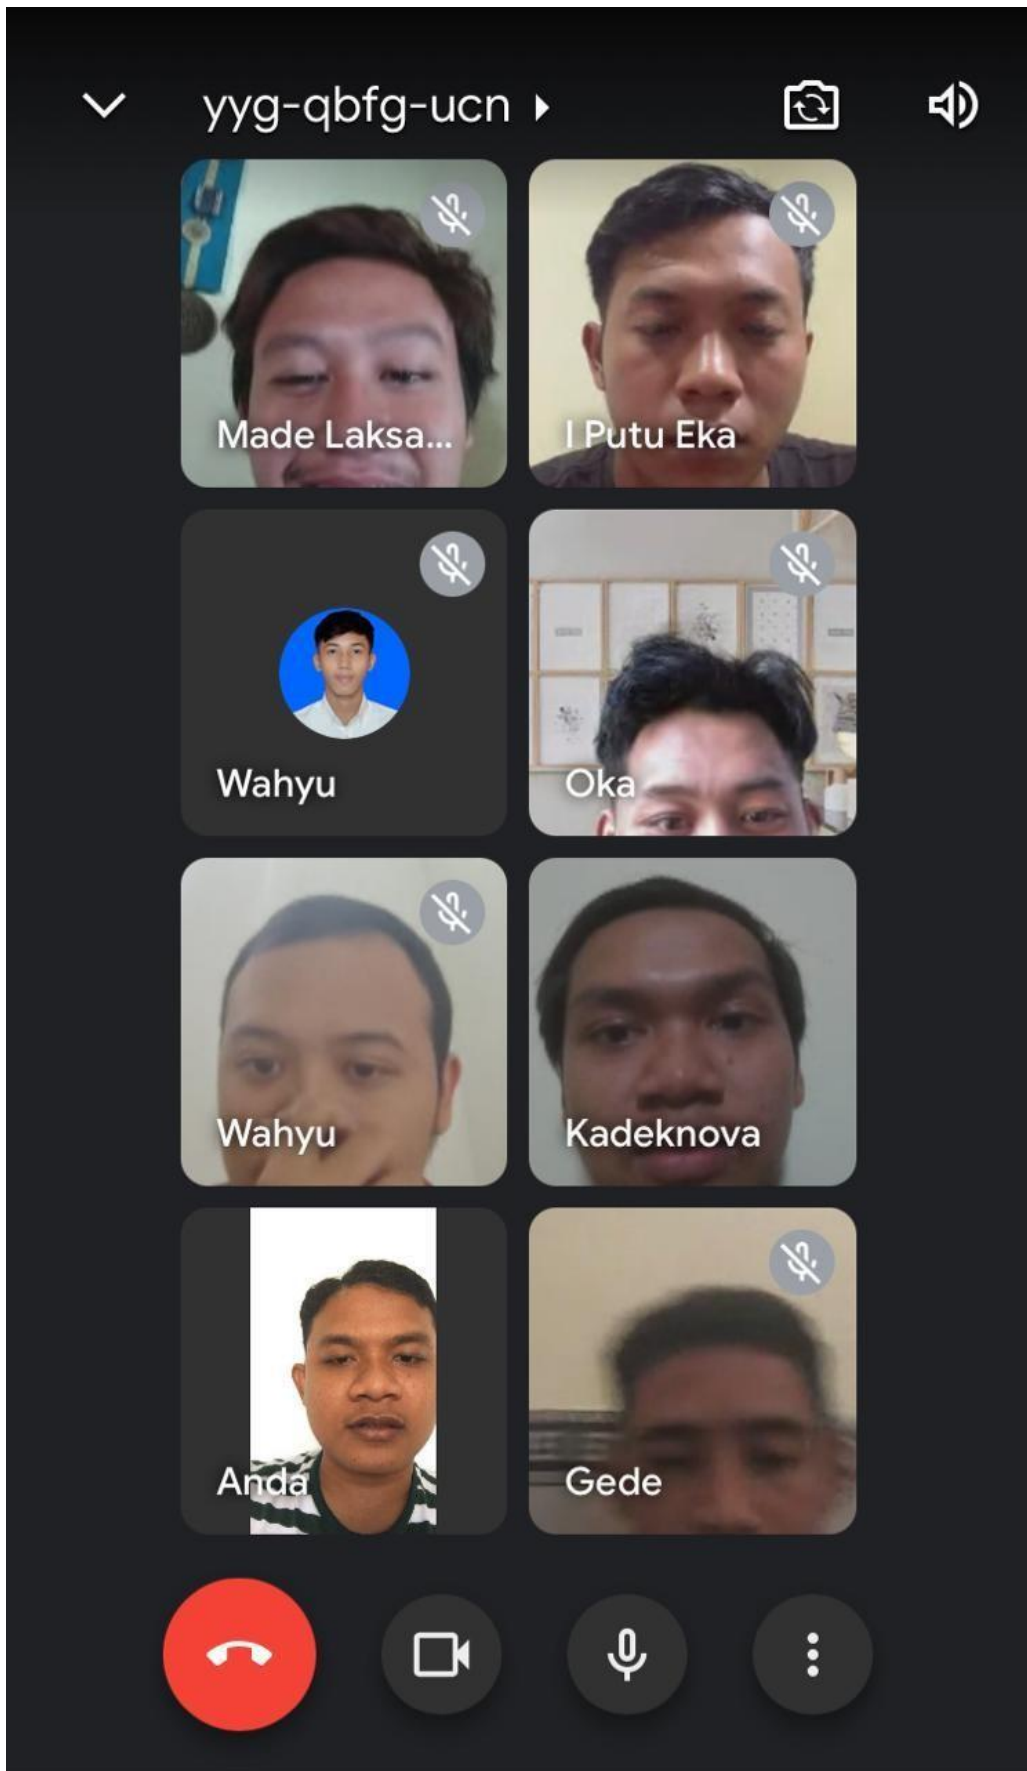 yyg-qbfg-ucn
Made Laksa...
I Putu Eka
Wahyu
Oka
Wahyu
Kadeknova
Anda
Gede